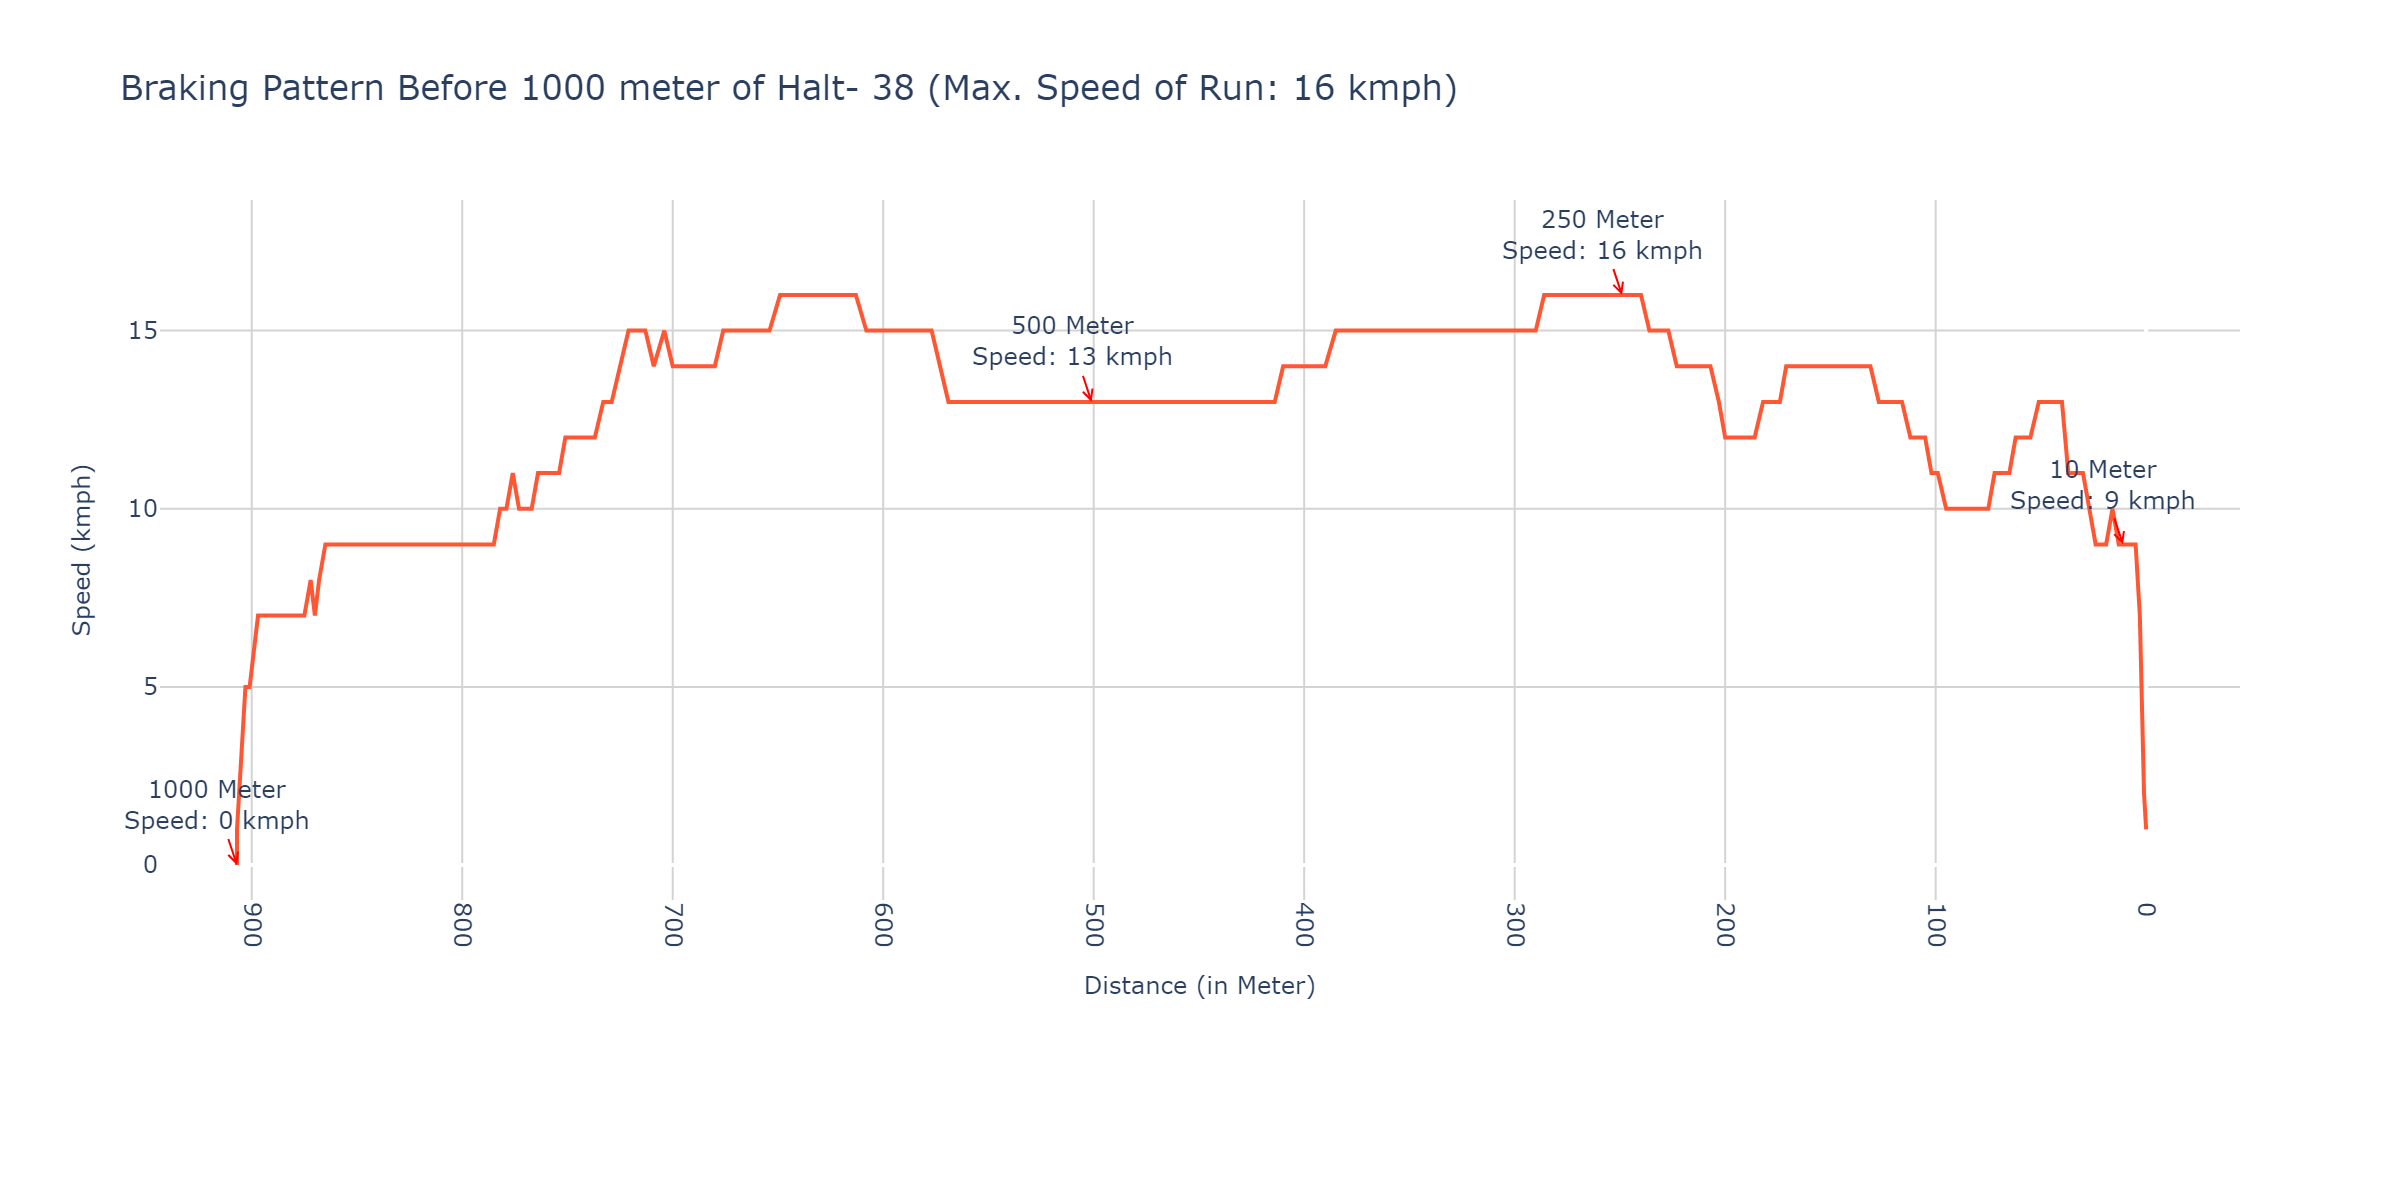 Braking Pattern Before 1000 meter of Halt- 38 (Max. Speed of Run: 16 kmph)
250 Meter
Speed: 16 kmph
500 Meter
Speed: 13 kmph
10 Meter
Speed: 9 kmph
1000 Meter
Speed: 0 kmph
Speed (kmph)
15
10
5
0
900
800
700
600
500
400
300
200
100
0
Distance (in Meter)